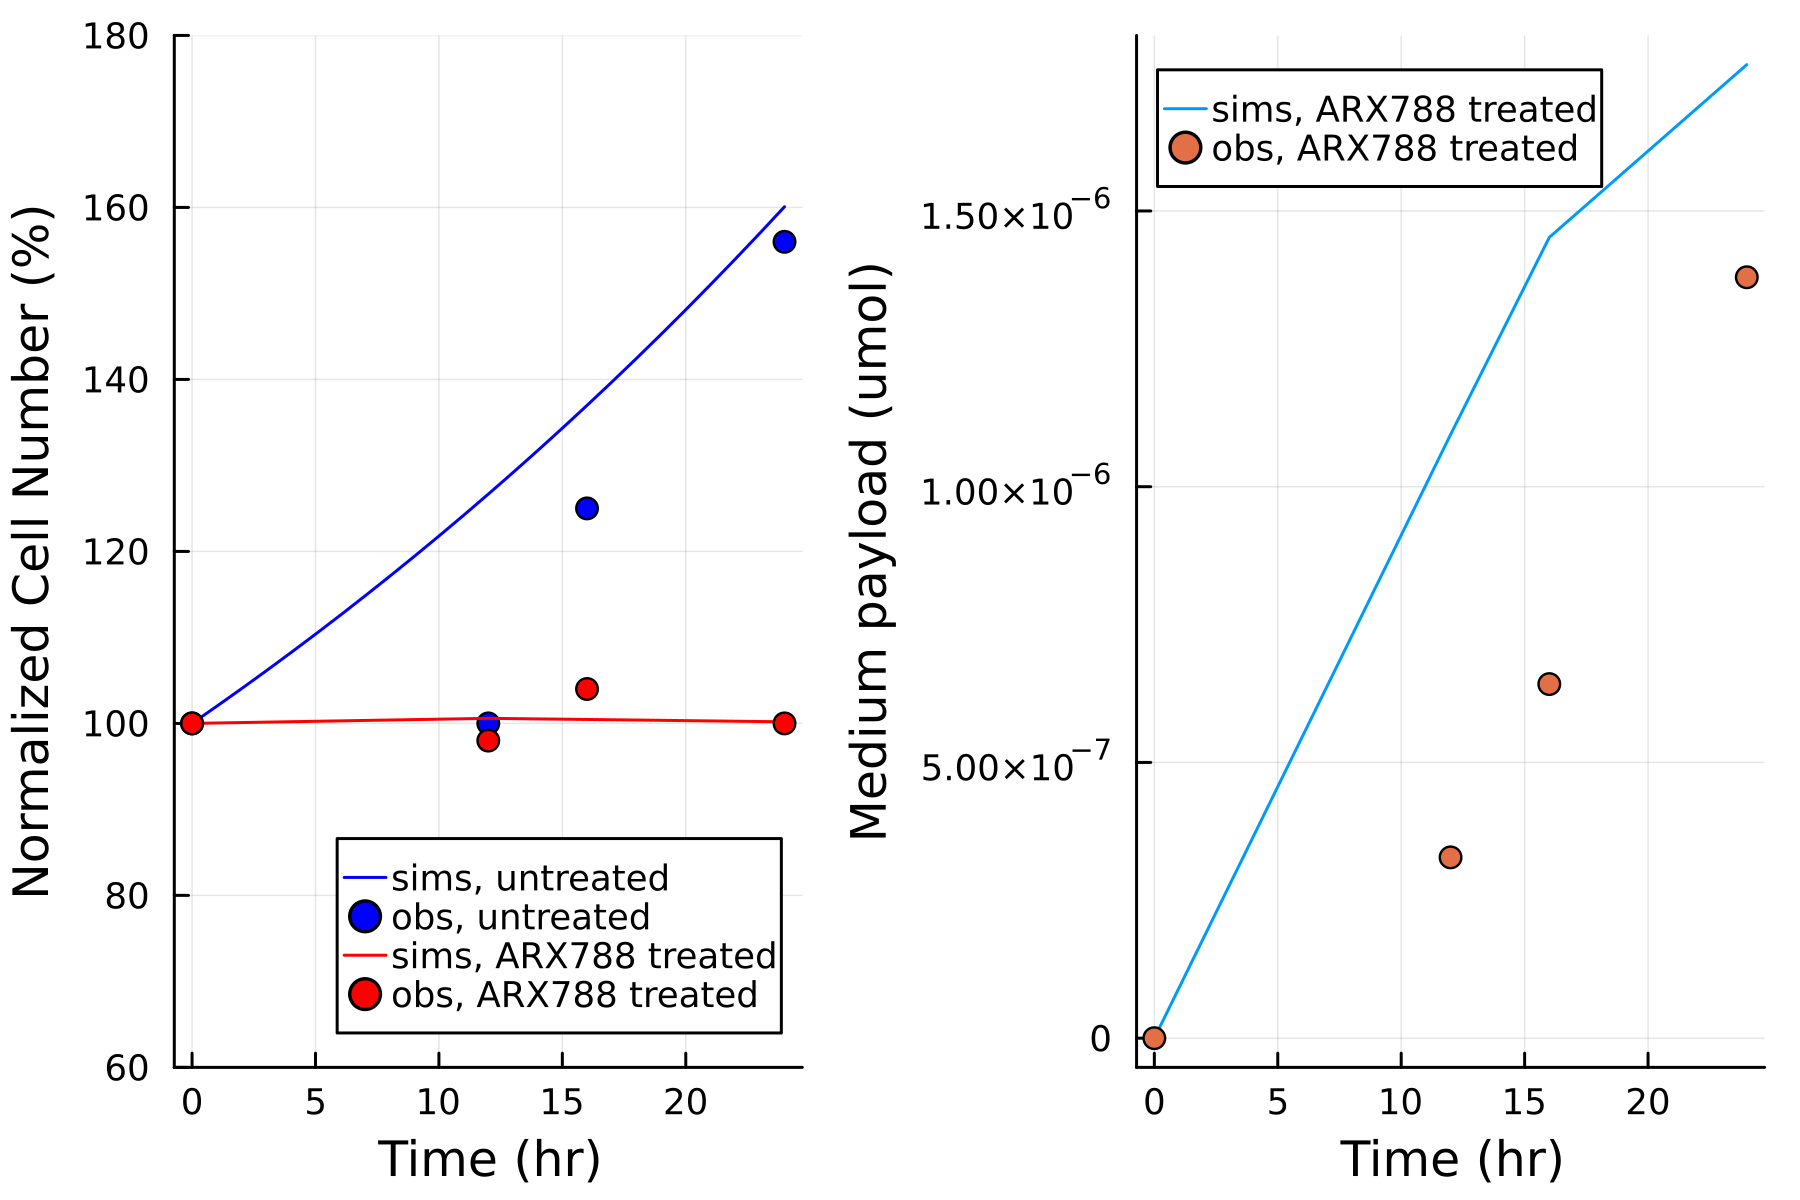 Normalized Cell Number (%)
180
160
140
120
100
80
60
sims, untreated
obs, untreated
sims, ARX788 treated
obs, ARX788 treated
0 5 10 15 20
Time (hr)
Medium payload (umol)
sims, ARX788 treated
obs, ARX788 treated
1.50×10⁻⁶
1.00×10⁻⁶
5.00×10⁻⁷
0
0 5 10 15 20
Time (hr)